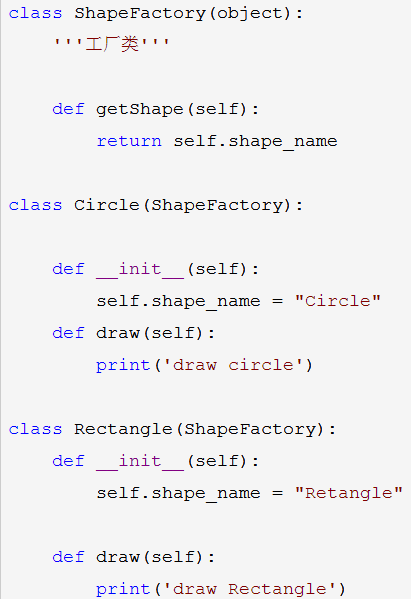 class ShapeFactory(object):
    '''工厂类'''
    def getShape(self):
        return self.shape_name
class Circle(ShapeFactory):
    def __init__(self):
        self.shape_name = "Circle"
    def draw(self):
        print('draw circle')
class Rectangle(ShapeFactory):
    def __init__(self):
        self.shape_name = "Retangle"
    def draw(self):
        print('draw Rectangle')